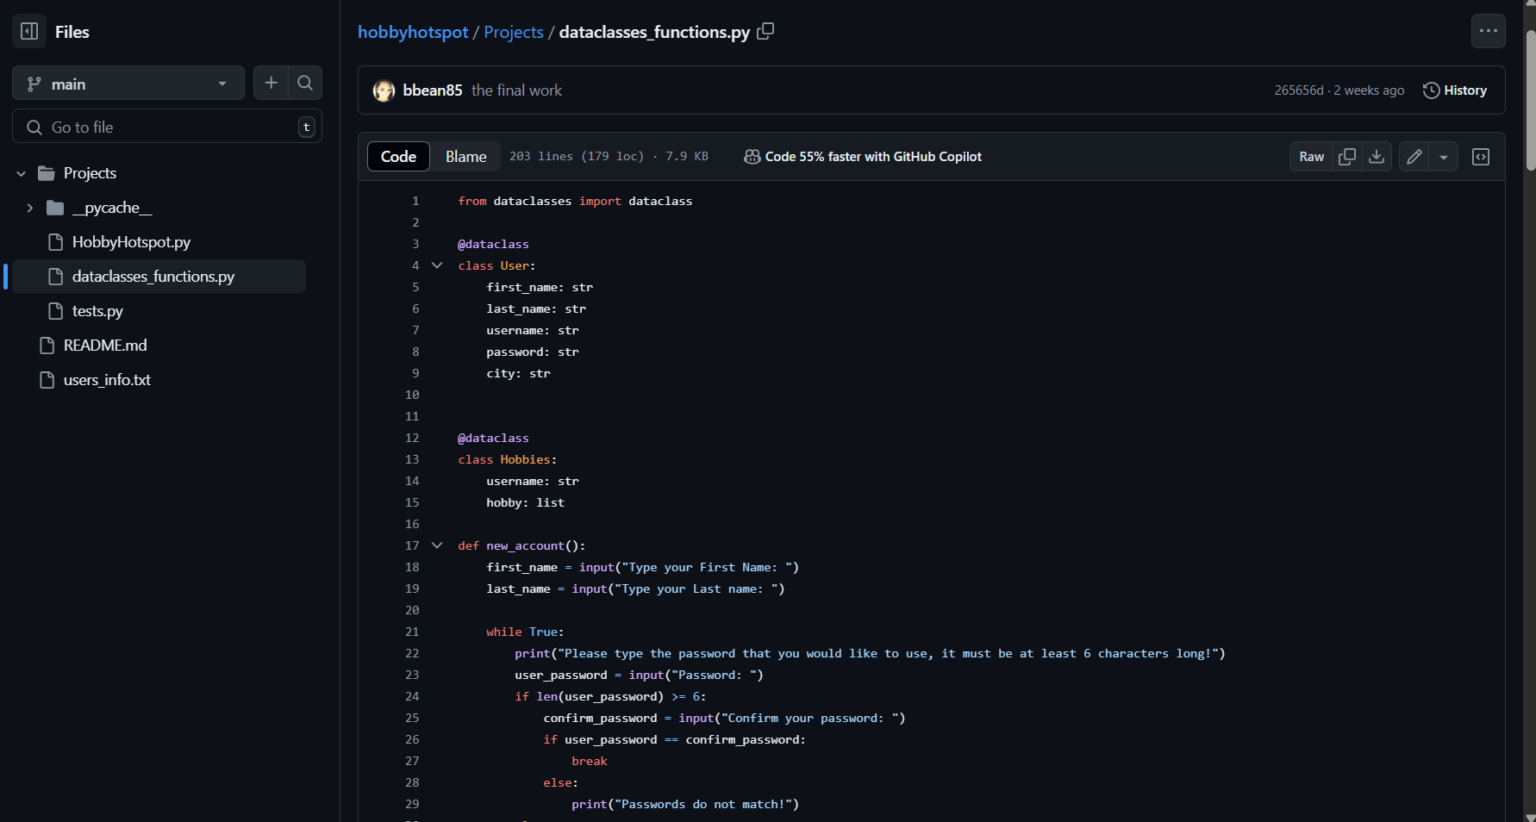 Files
main
Go to file
t
Projects
__pycache__
HobbyHotspot.py
dataclasses_functions.py
tests.py
README.md
users_info.txt
hobbyhotspot / Projects / dataclasses_functions.py
bbean85 the final work
265656d · 2 weeks ago
History
Code
Blame
203 lines (179 loc) · 7.9 KB
Code 55% faster with GitHub Copilot
Raw
1 from dataclasses import dataclass
2
3 @dataclass
4 class User:
5     first_name: str
6     last_name: str
7     username: str
8     password: str
9     city: str
10
11
12 @dataclass
13 class Hobbies:
14     username: str
15     hobby: list
16
17 def new_account():
18     first_name = input("Type your First Name: ")
19     last_name = input("Type your Last name: ")
20
21     while True:
22         print("Please type the password that you would like to use, it must be at least 6 characters long!")
23         user_password = input("Password: ")
24         if len(user_password) >= 6:
25             confirm_password = input("Confirm your password: ")
26             if user_password == confirm_password:
27                 break
28             else:
29                 print("Passwords do not match!")